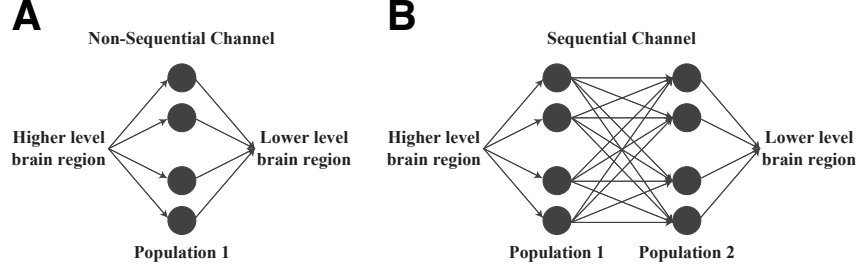 A
Non-Sequential Channel
Higher level
brain region
Lower level
brain region
Population 1
B
Sequential Channel
Higher level
brain region
Lower level
brain region
Population 1
Population 2